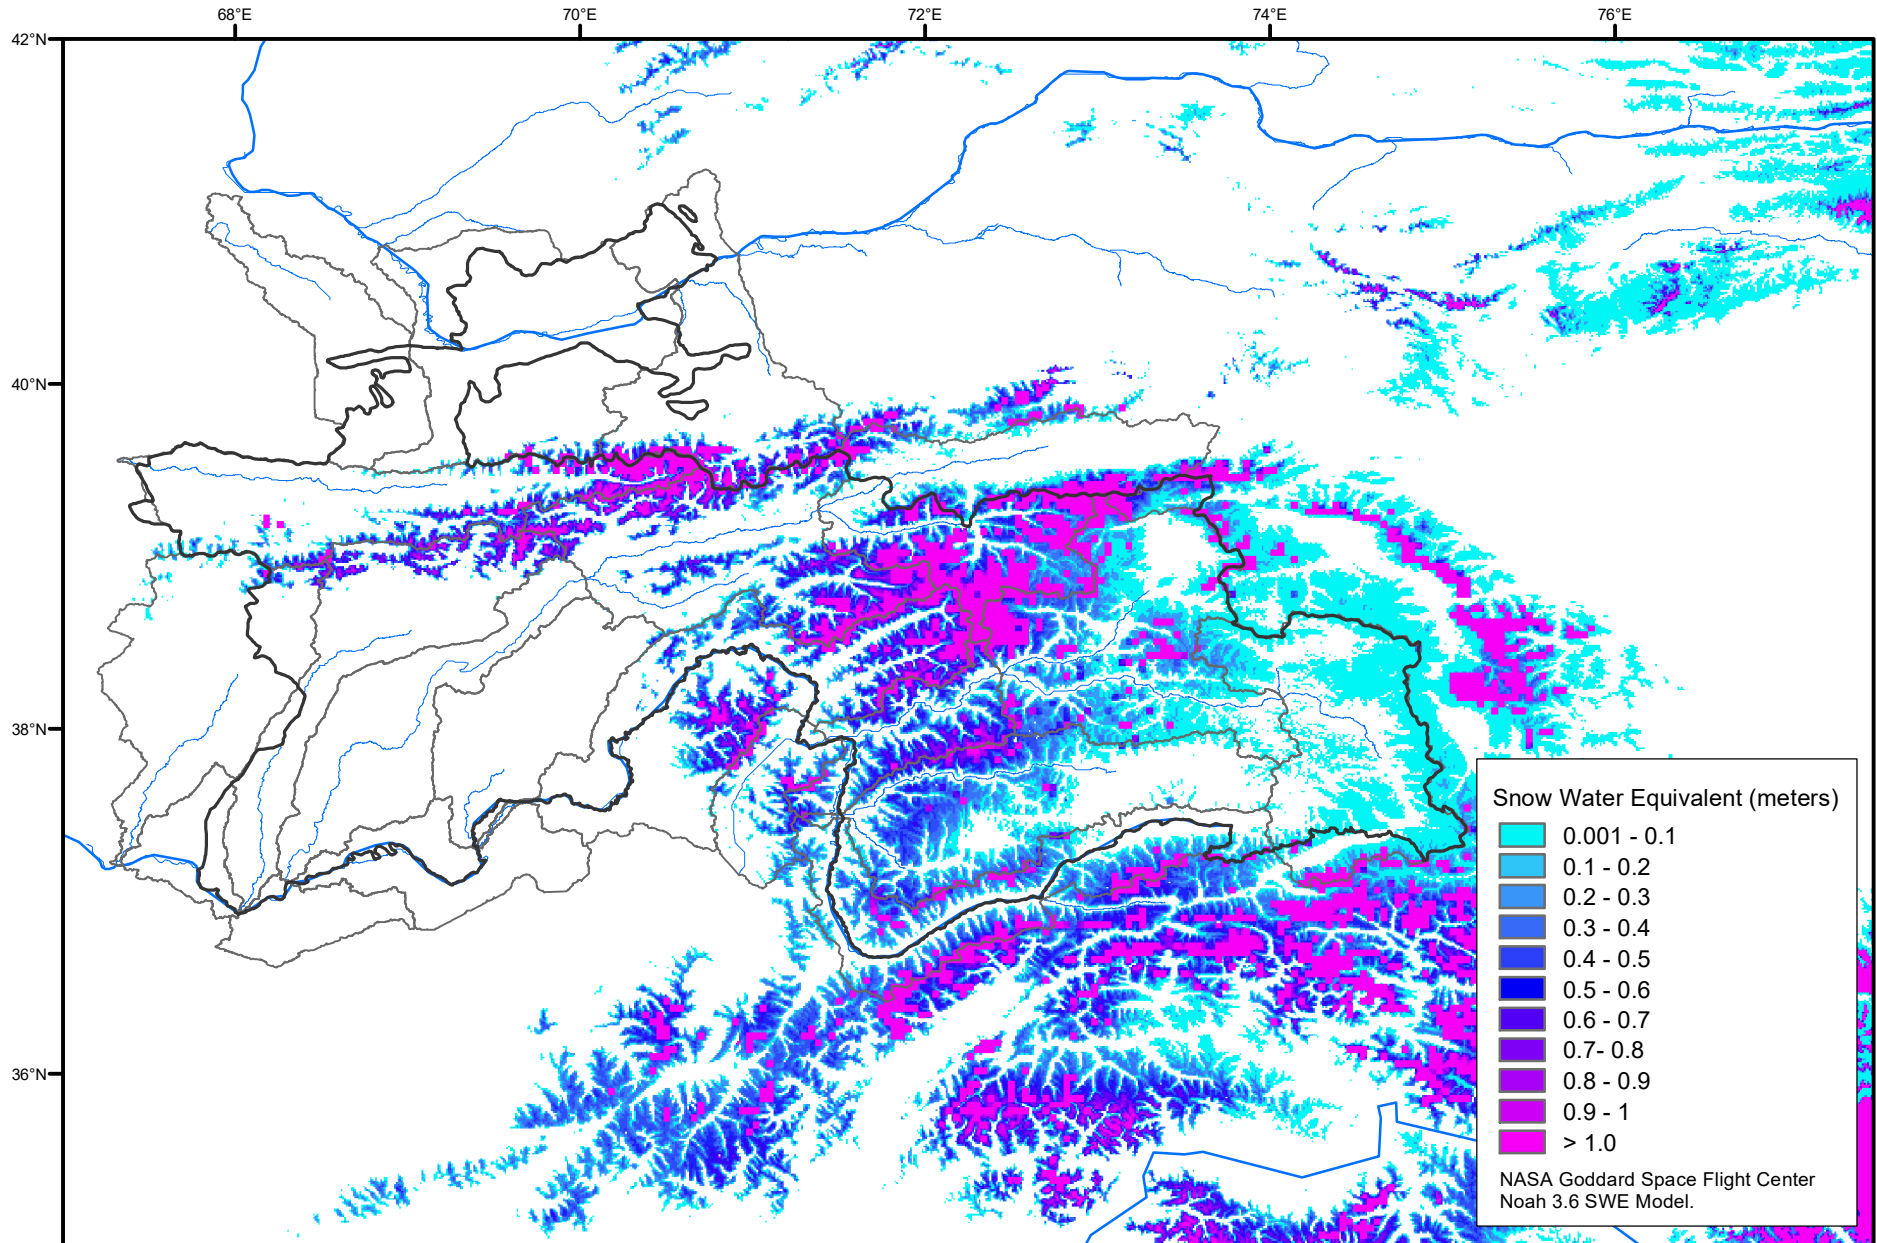 68°E 70°E 72°E 74°E 76°E
42°N
40°N
38°N
36°N
Snow Water Equivalent (meters)
0.001 - 0.1
0.1 - 0.2
0.2 - 0.3
0.3 - 0.4
0.4 - 0.5
0.5 - 0.6
0.6 - 0.7
0.7- 0.8
0.8 - 0.9
0.9 - 1
> 1.0
NASA Goddard Space Flight Center
Noah 3.6 SWE Model.